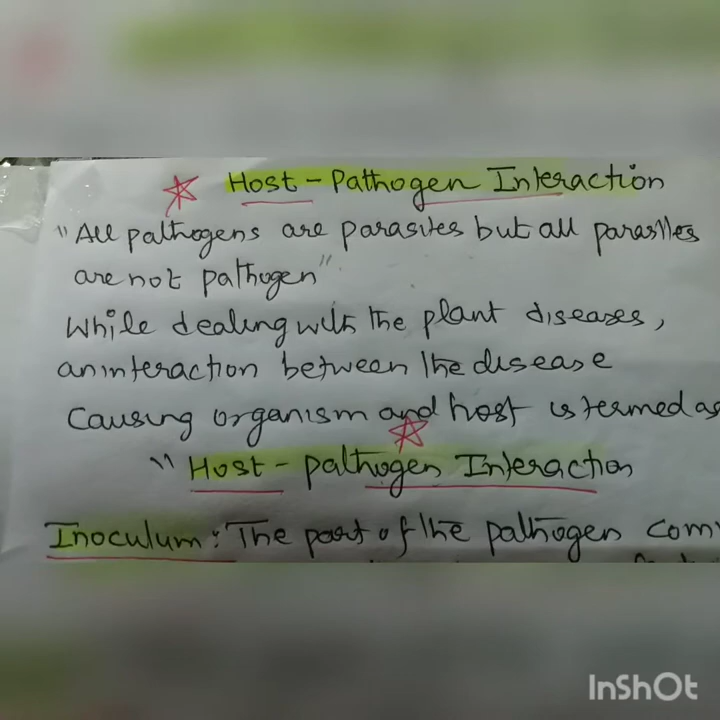 Host - Pathogen Interaction
"All pathogens are parasites but all parasites
are not pathogen"
While dealing with the plant diseases,
an interaction between the disease
causing organism and host is termed as
" Host - pathogen Interaction
Inoculum: The part of the pathogen
InShOt